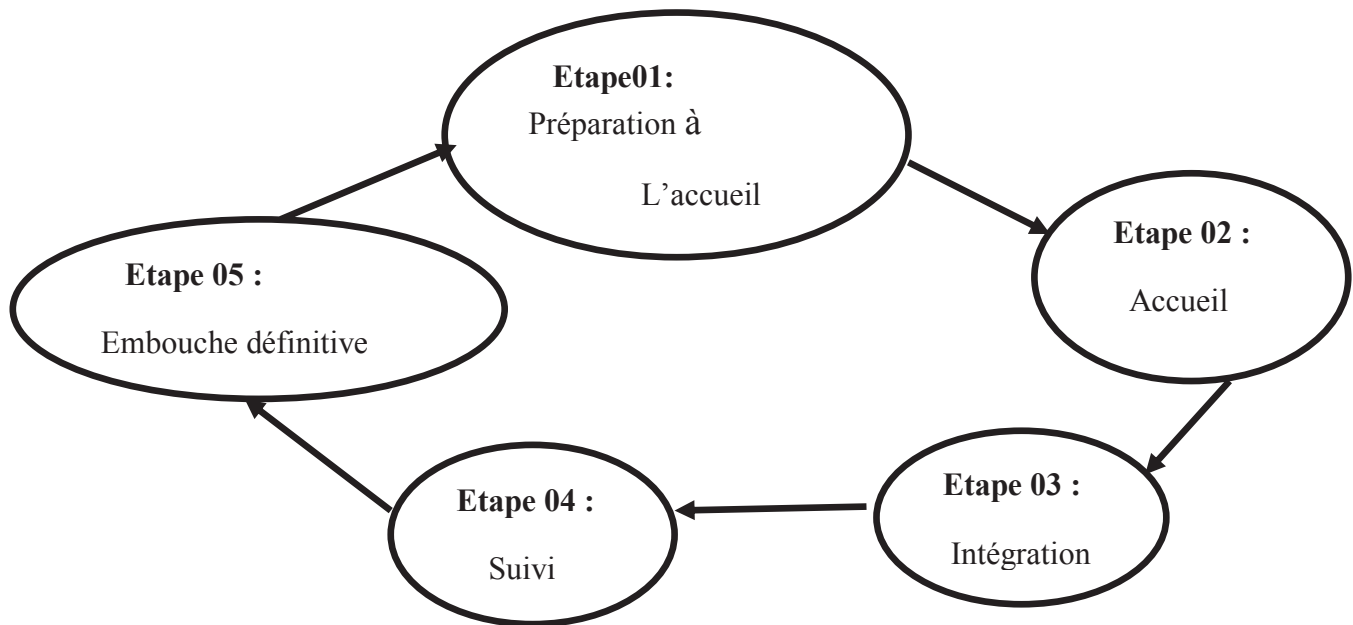 Etape01:
Préparation à
L’accueil
Etape 02 :
Accueil
Etape 03 :
Intégration
Etape 04 :
Suivi
Etape 05 :
Embouche définitive